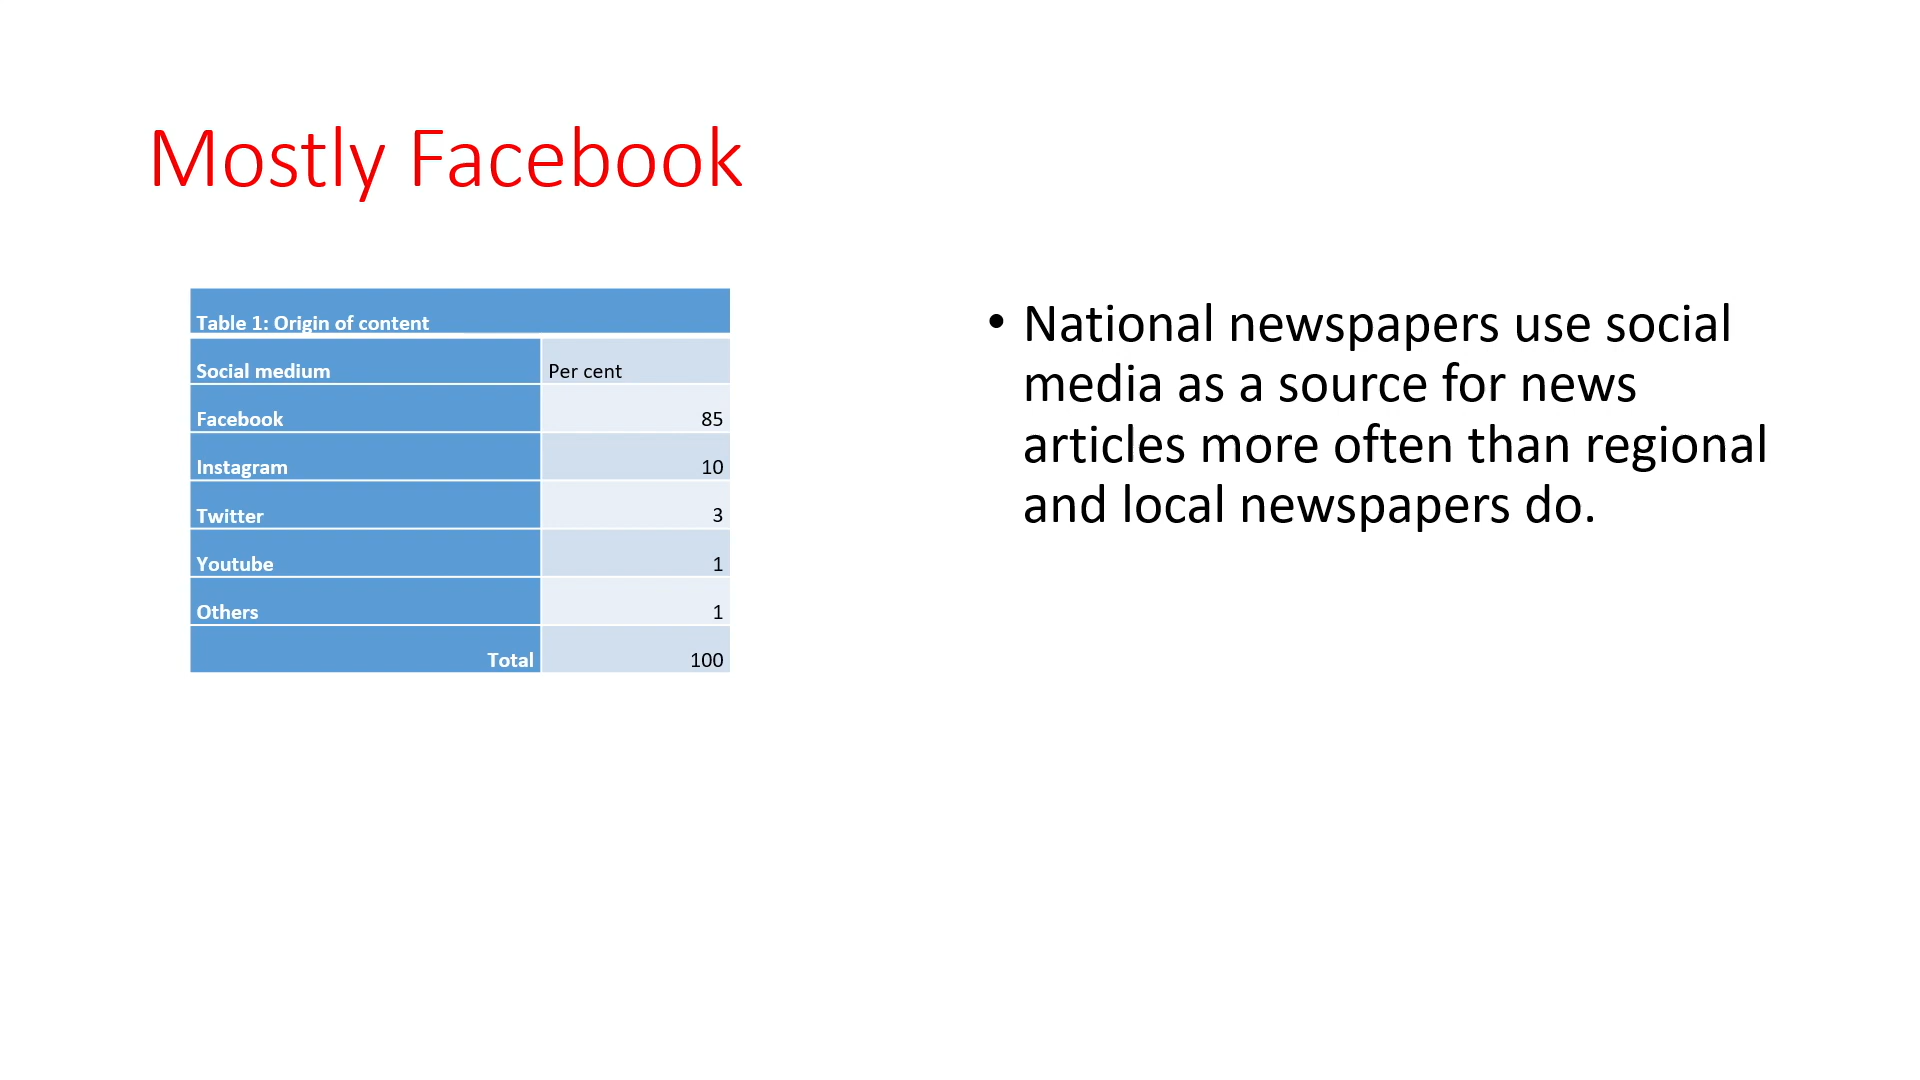 Mostly Facebook
Table 1: Origin of content
Social medium Per cent
Facebook 85
Instagram 10
Twitter 3
Youtube 1
Others 1
Total 100
• National newspapers use social
media as a source for news
articles more often than regional
and local newspapers do.